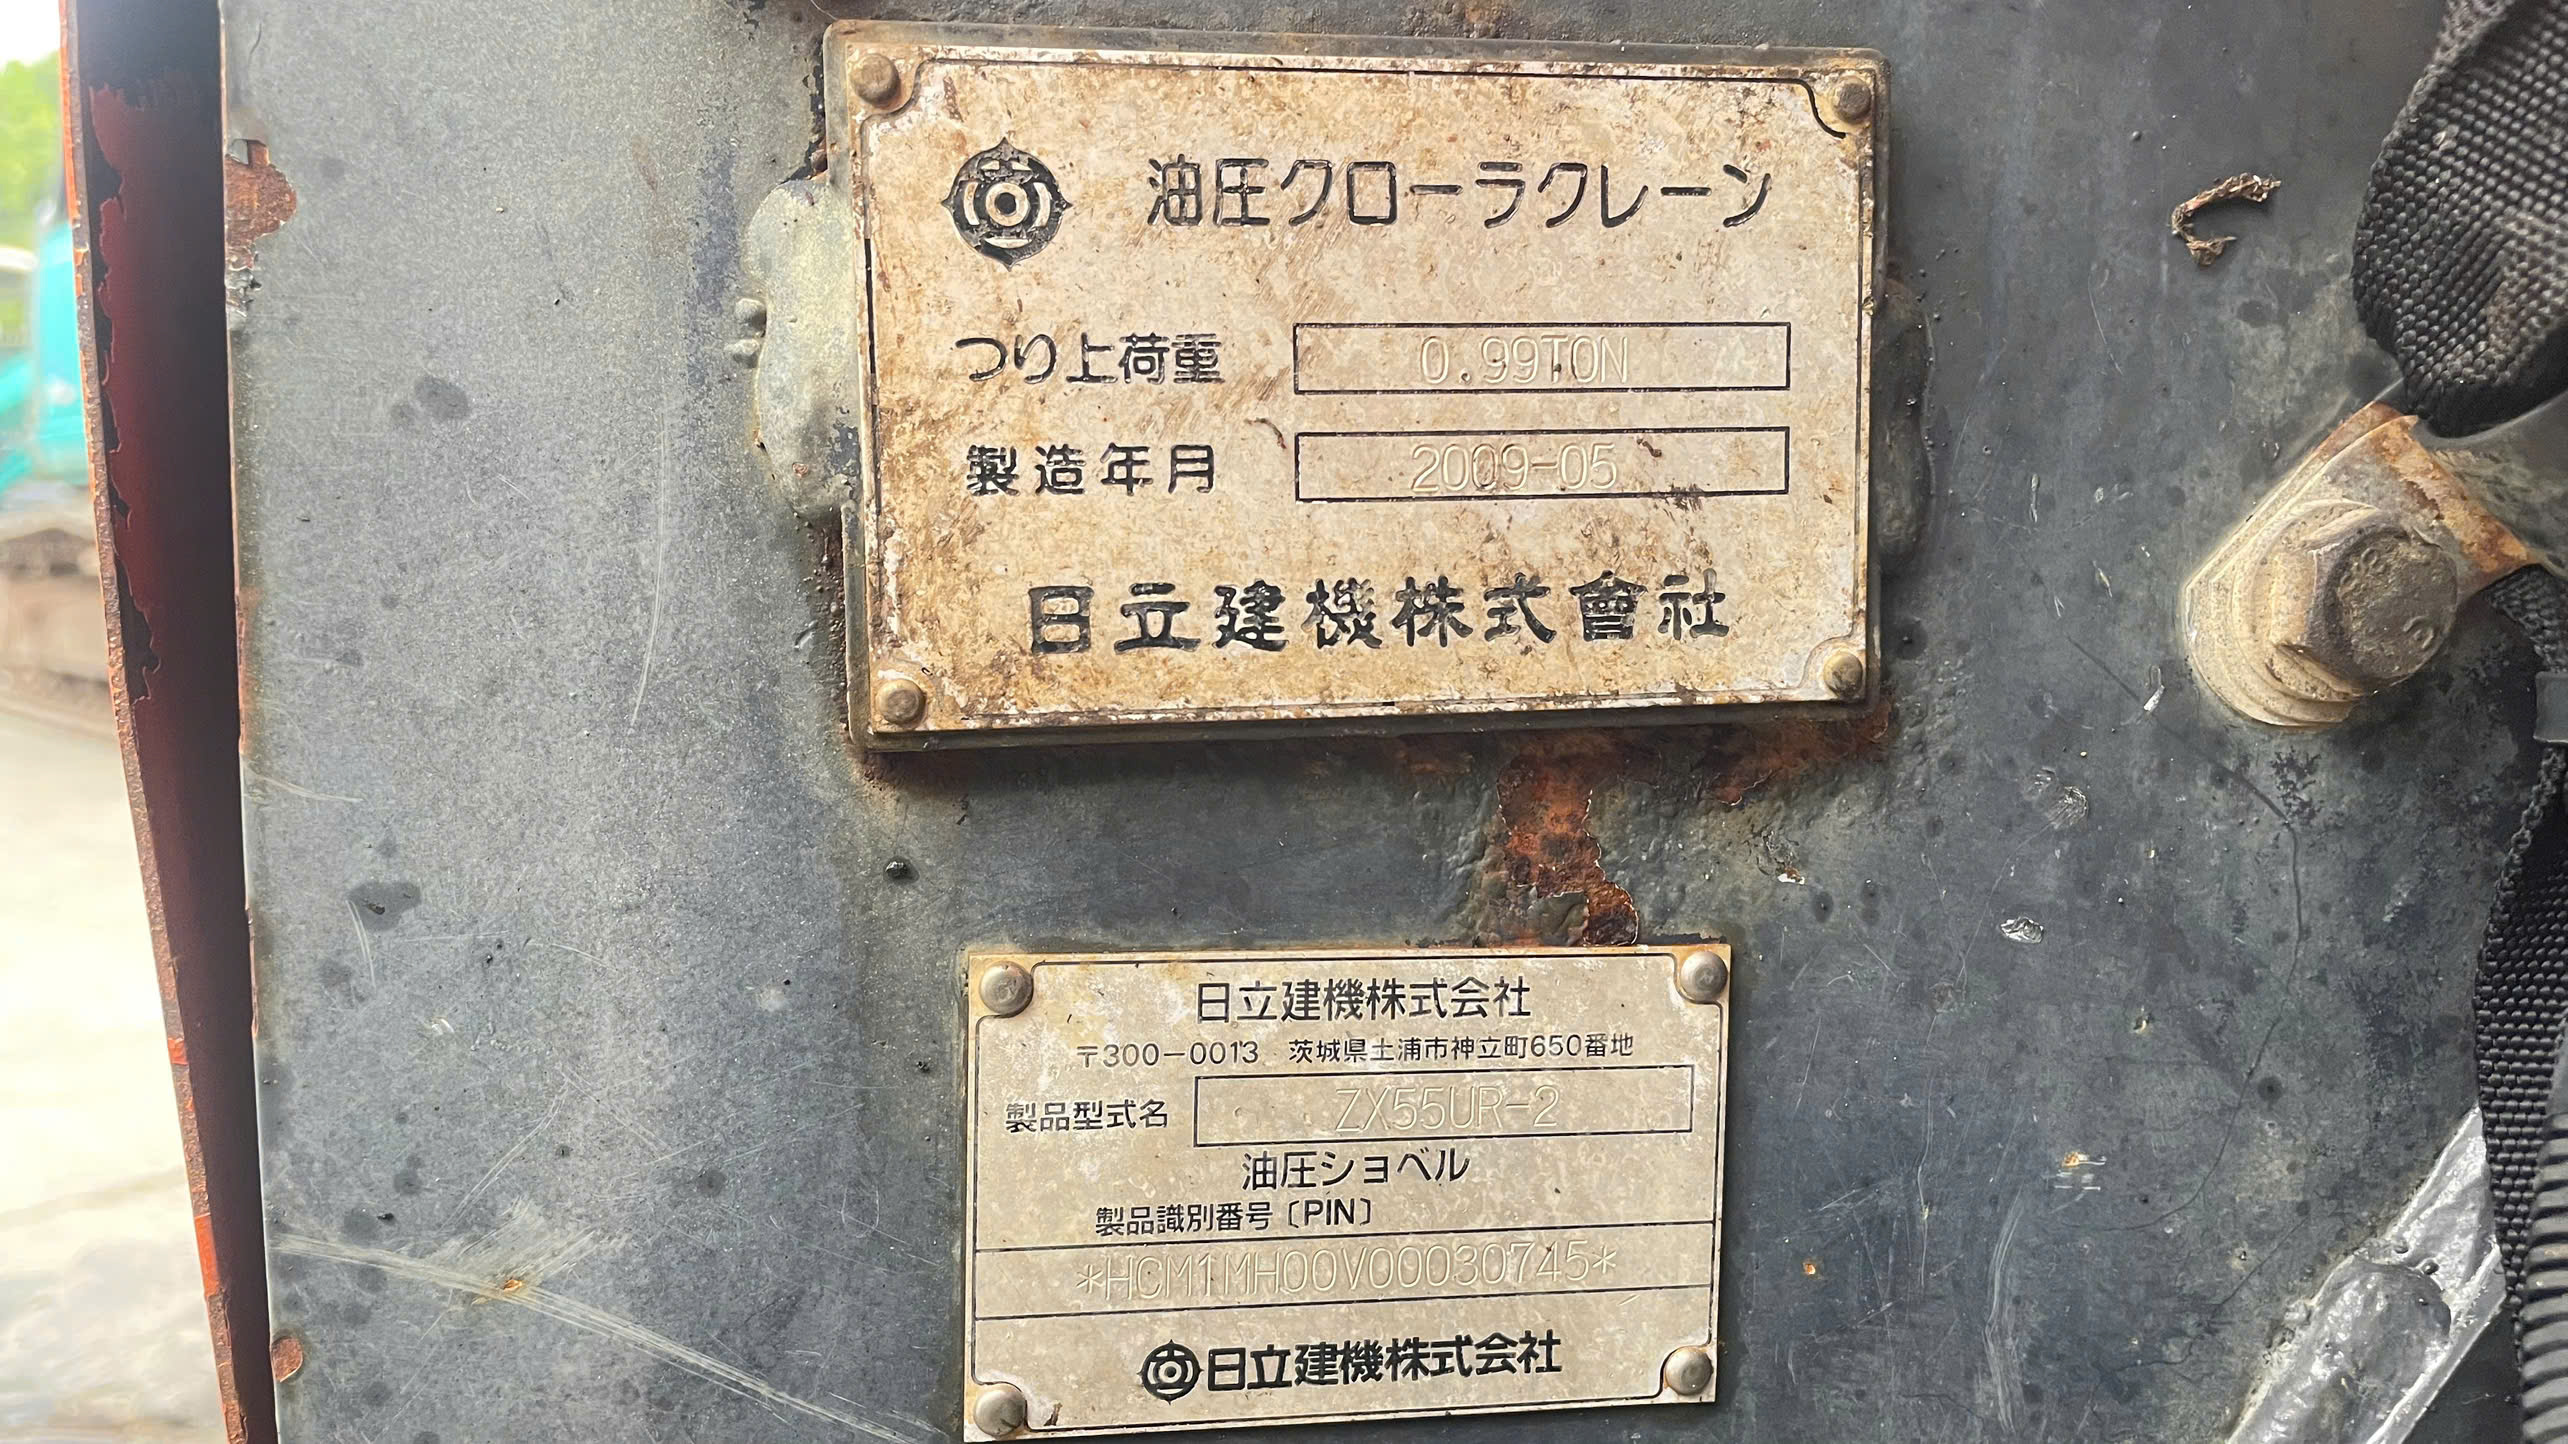 油圧クローラクレーン
つり上荷重 0.99TON
製造年月 2009-05
日立建機株式會社
日立建機株式会社
〒300-0013 茨城県土浦市神立町650番地
製品型式名 ZX55UR-2
油圧ショベル
製品識別番号〔PIN〕
*HCM1MH00V00030745*
日立建機株式会社